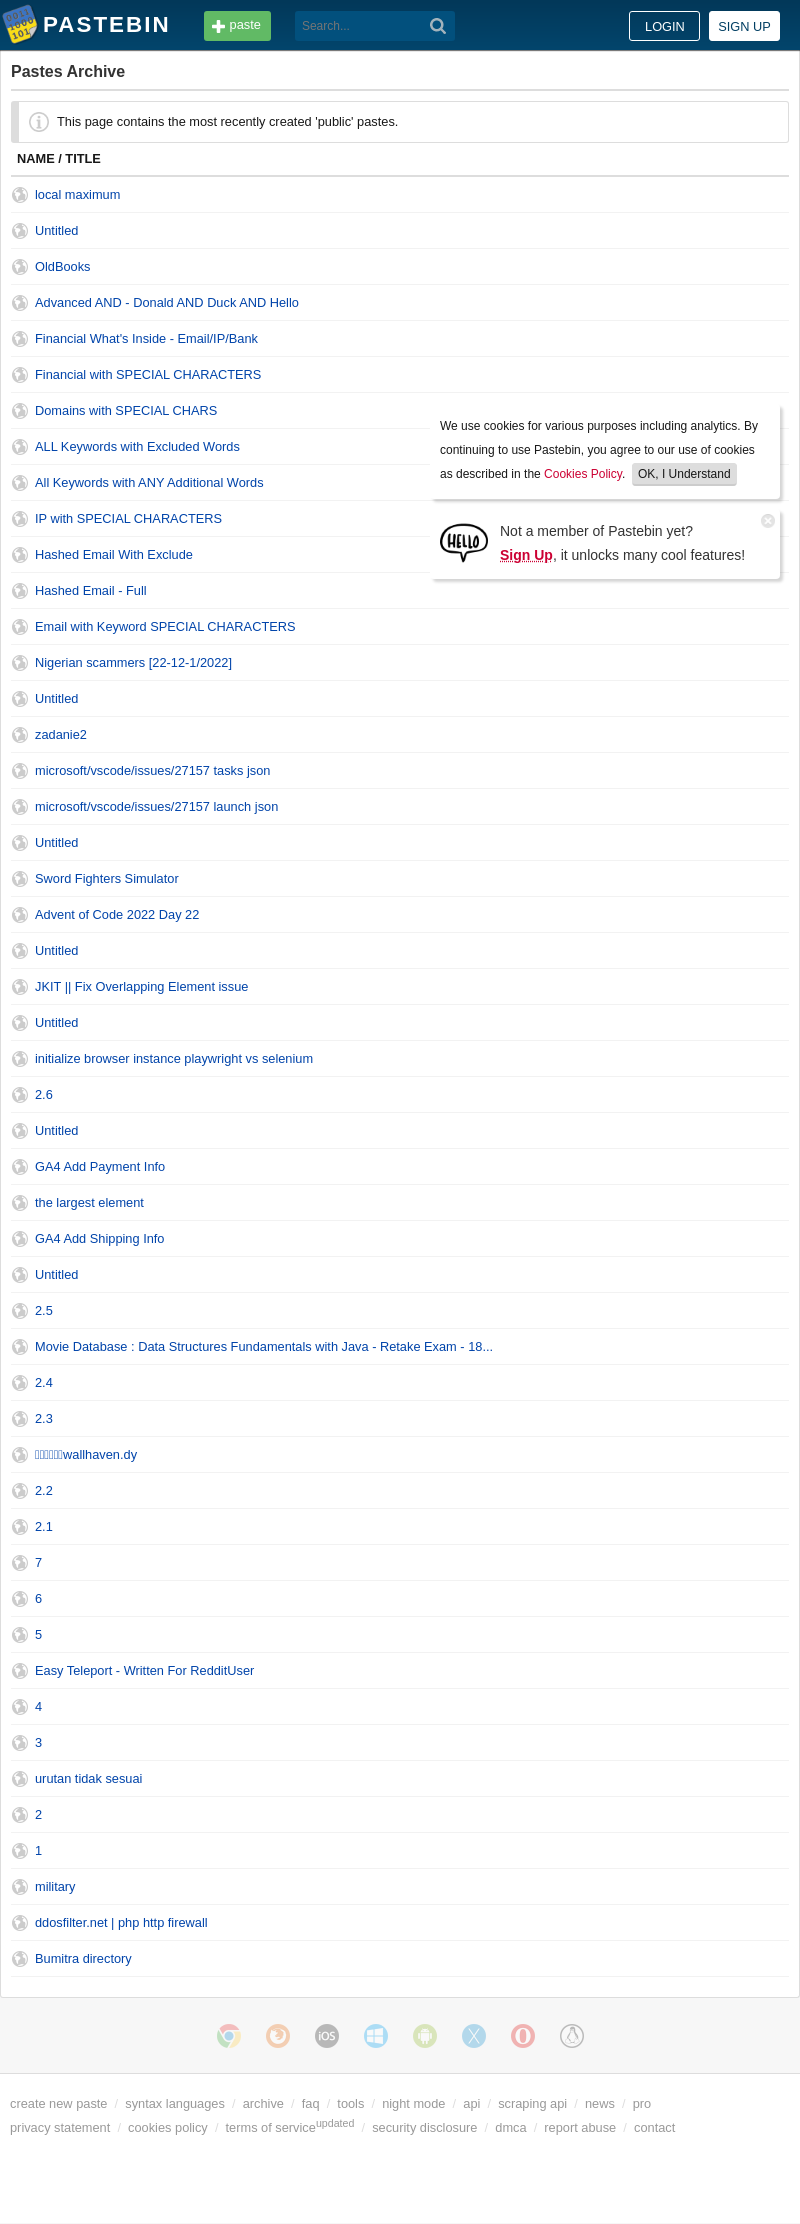 PASTEBIN
paste
Search...
LOGIN
SIGN UP
Pastes Archive
This page contains the most recently created 'public' pastes.
NAME / TITLE
local maximum
Untitled
OldBooks
Advanced AND - Donald AND Duck AND Hello
Financial What's Inside - Email/IP/Bank
Financial with SPECIAL CHARACTERS
Domains with SPECIAL CHARS
ALL Keywords with Excluded Words
All Keywords with ANY Additional Words
IP with SPECIAL CHARACTERS
Hashed Email With Exclude
Hashed Email - Full
We use cookies for various purposes including analytics. By
continuing to use Pastebin, you agree to our use of cookies
as described in the Cookies Policy. OK, I Understand
HELLO
Not a member of Pastebin yet?
Sign Up, it unlocks many cool features!
Email with Keyword SPECIAL CHARACTERS
Nigerian scammers [22-12-1/2022]
Untitled
zadanie2
microsoft/vscode/issues/27157 tasks json
microsoft/vscode/issues/27157 launch json
Untitled
Sword Fighters Simulator
Advent of Code 2022 Day 22
Untitled
JKIT || Fix Overlapping Element issue
Untitled
initialize browser instance playwright vs selenium
2.6
Untitled
GA4 Add Payment Info
the largest element
GA4 Add Shipping Info
Untitled
2.5
Movie Database : Data Structures Fundamentals with Java - Retake Exam - 18...
2.4
2.3
wallhaven.dy
2.2
2.1
7
6
5
Easy Teleport - Written For RedditUser
4
3
urutan tidak sesuai
2
1
military
ddosfilter.net | php http firewall
Bumitra directory
iOS
create new paste / syntax languages / archive / faq / tools / night mode / api / scraping api / news / pro
privacy statement / cookies policy / terms of service updated / security disclosure / dmca / report abuse / contact